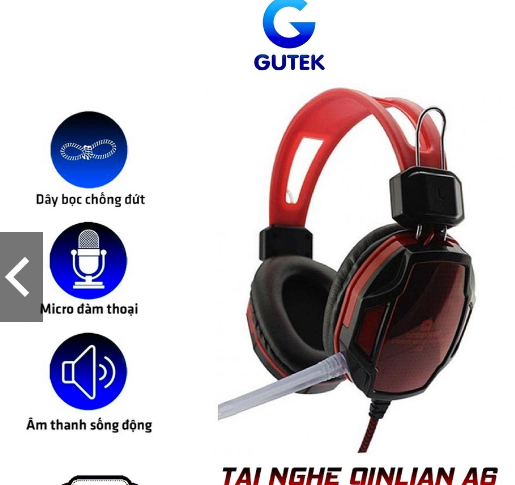 GUTEK
Dây bọc chống đứt
Micro đàm thoại
Âm thanh sống động
TAI NGHE QINLIAN A6